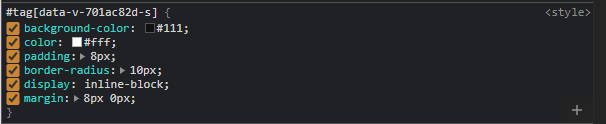 #tag[data-v-701ac82d-s] { <style>
background-color: #111;
color: #fff;
padding: 8px;
border-radius: 10px;
display: inline-block;
margin: 8px 0px;
}